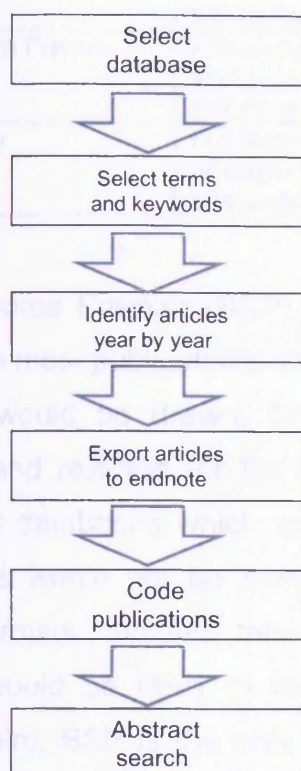 Select
database
Select terms
and keywords
Identify articles
year by year
Export articles
to endnote
Code
publications
Abstract
search